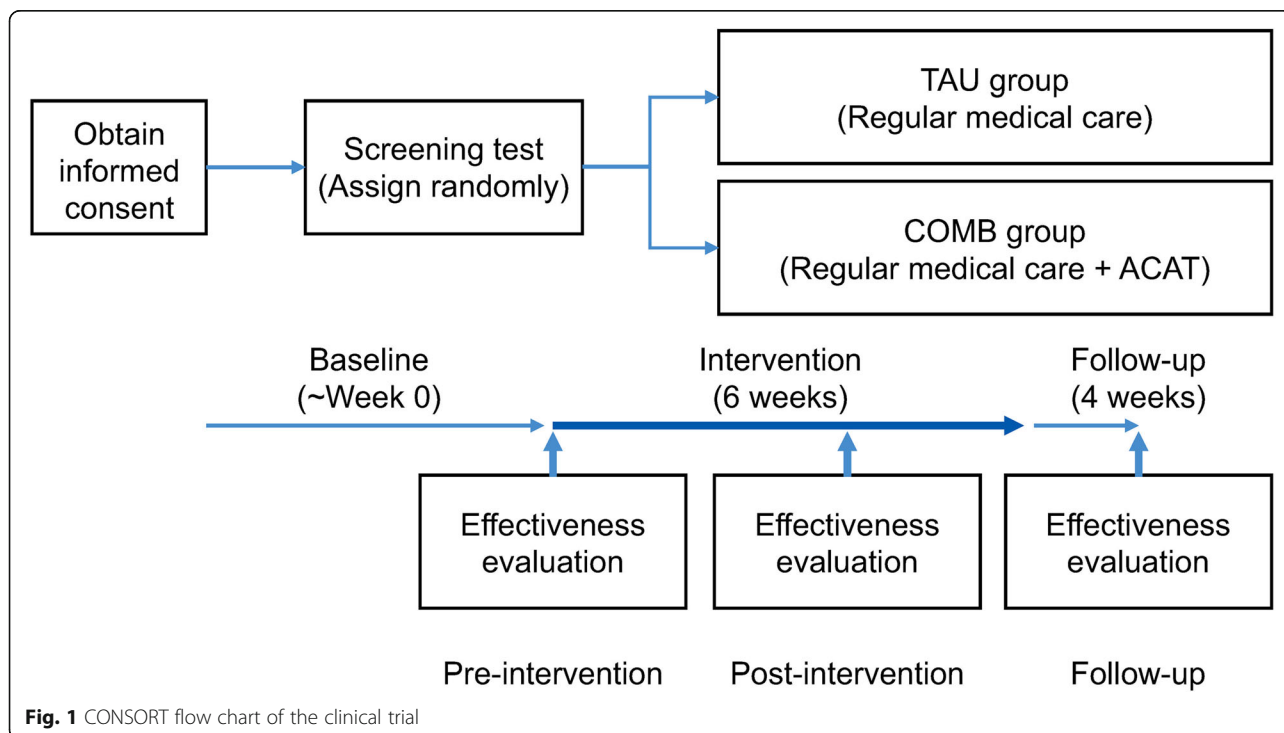 Obtain
informed
consent
Screening test
(Assign randomly)
TAU group
(Regular medical care)
COMB group
(Regular medical care + ACAT)
Baseline
(~Week 0)
Intervention
(6 weeks)
Follow-up
(4 weeks)
Effectiveness
evaluation
Effectiveness
evaluation
Effectiveness
evaluation
Pre-intervention
Post-intervention
Follow-up
Fig. 1 CONSORT flow chart of the clinical trial